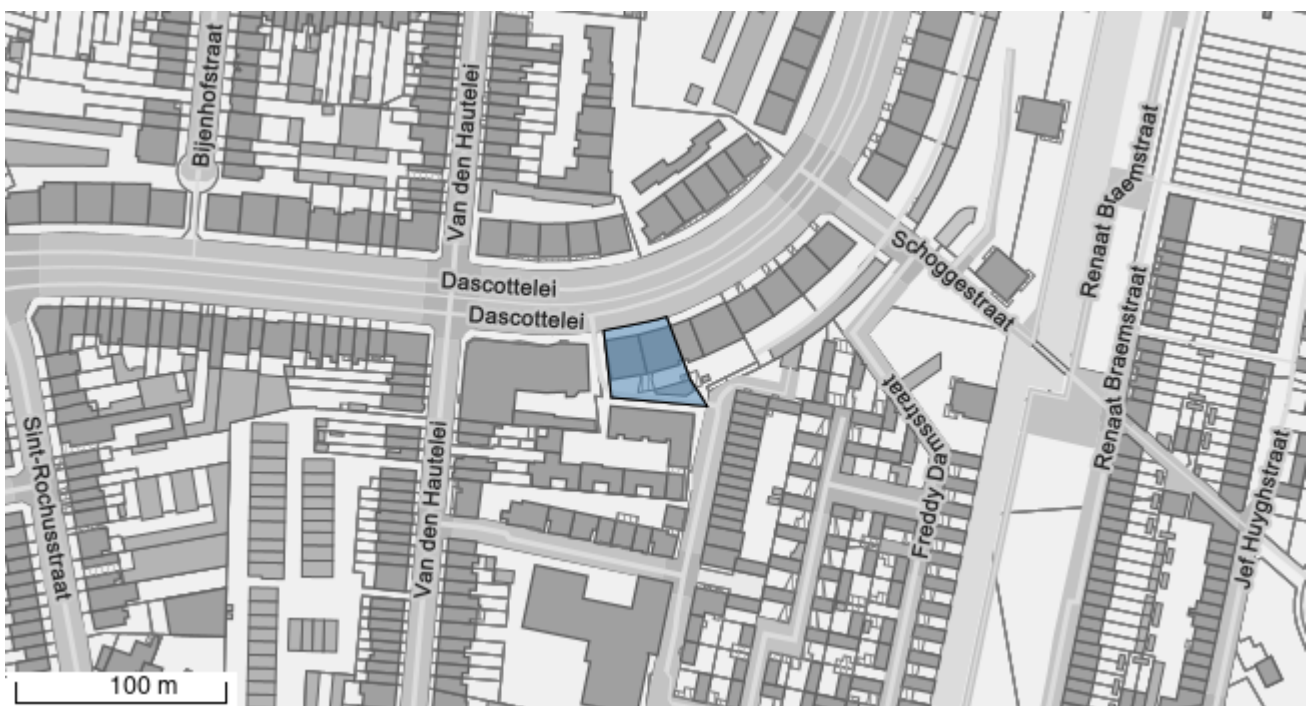 Bijenhofstraat
Van den Hautelei
Renaat Braemstraat
Schoggestraat
Dascottelei
Dascottelei
Renaat Braemstraat
Freddy Damsstraat
Sint-Rochusstraat
Van den Hautelei
Jef Huyghstraat
100 m